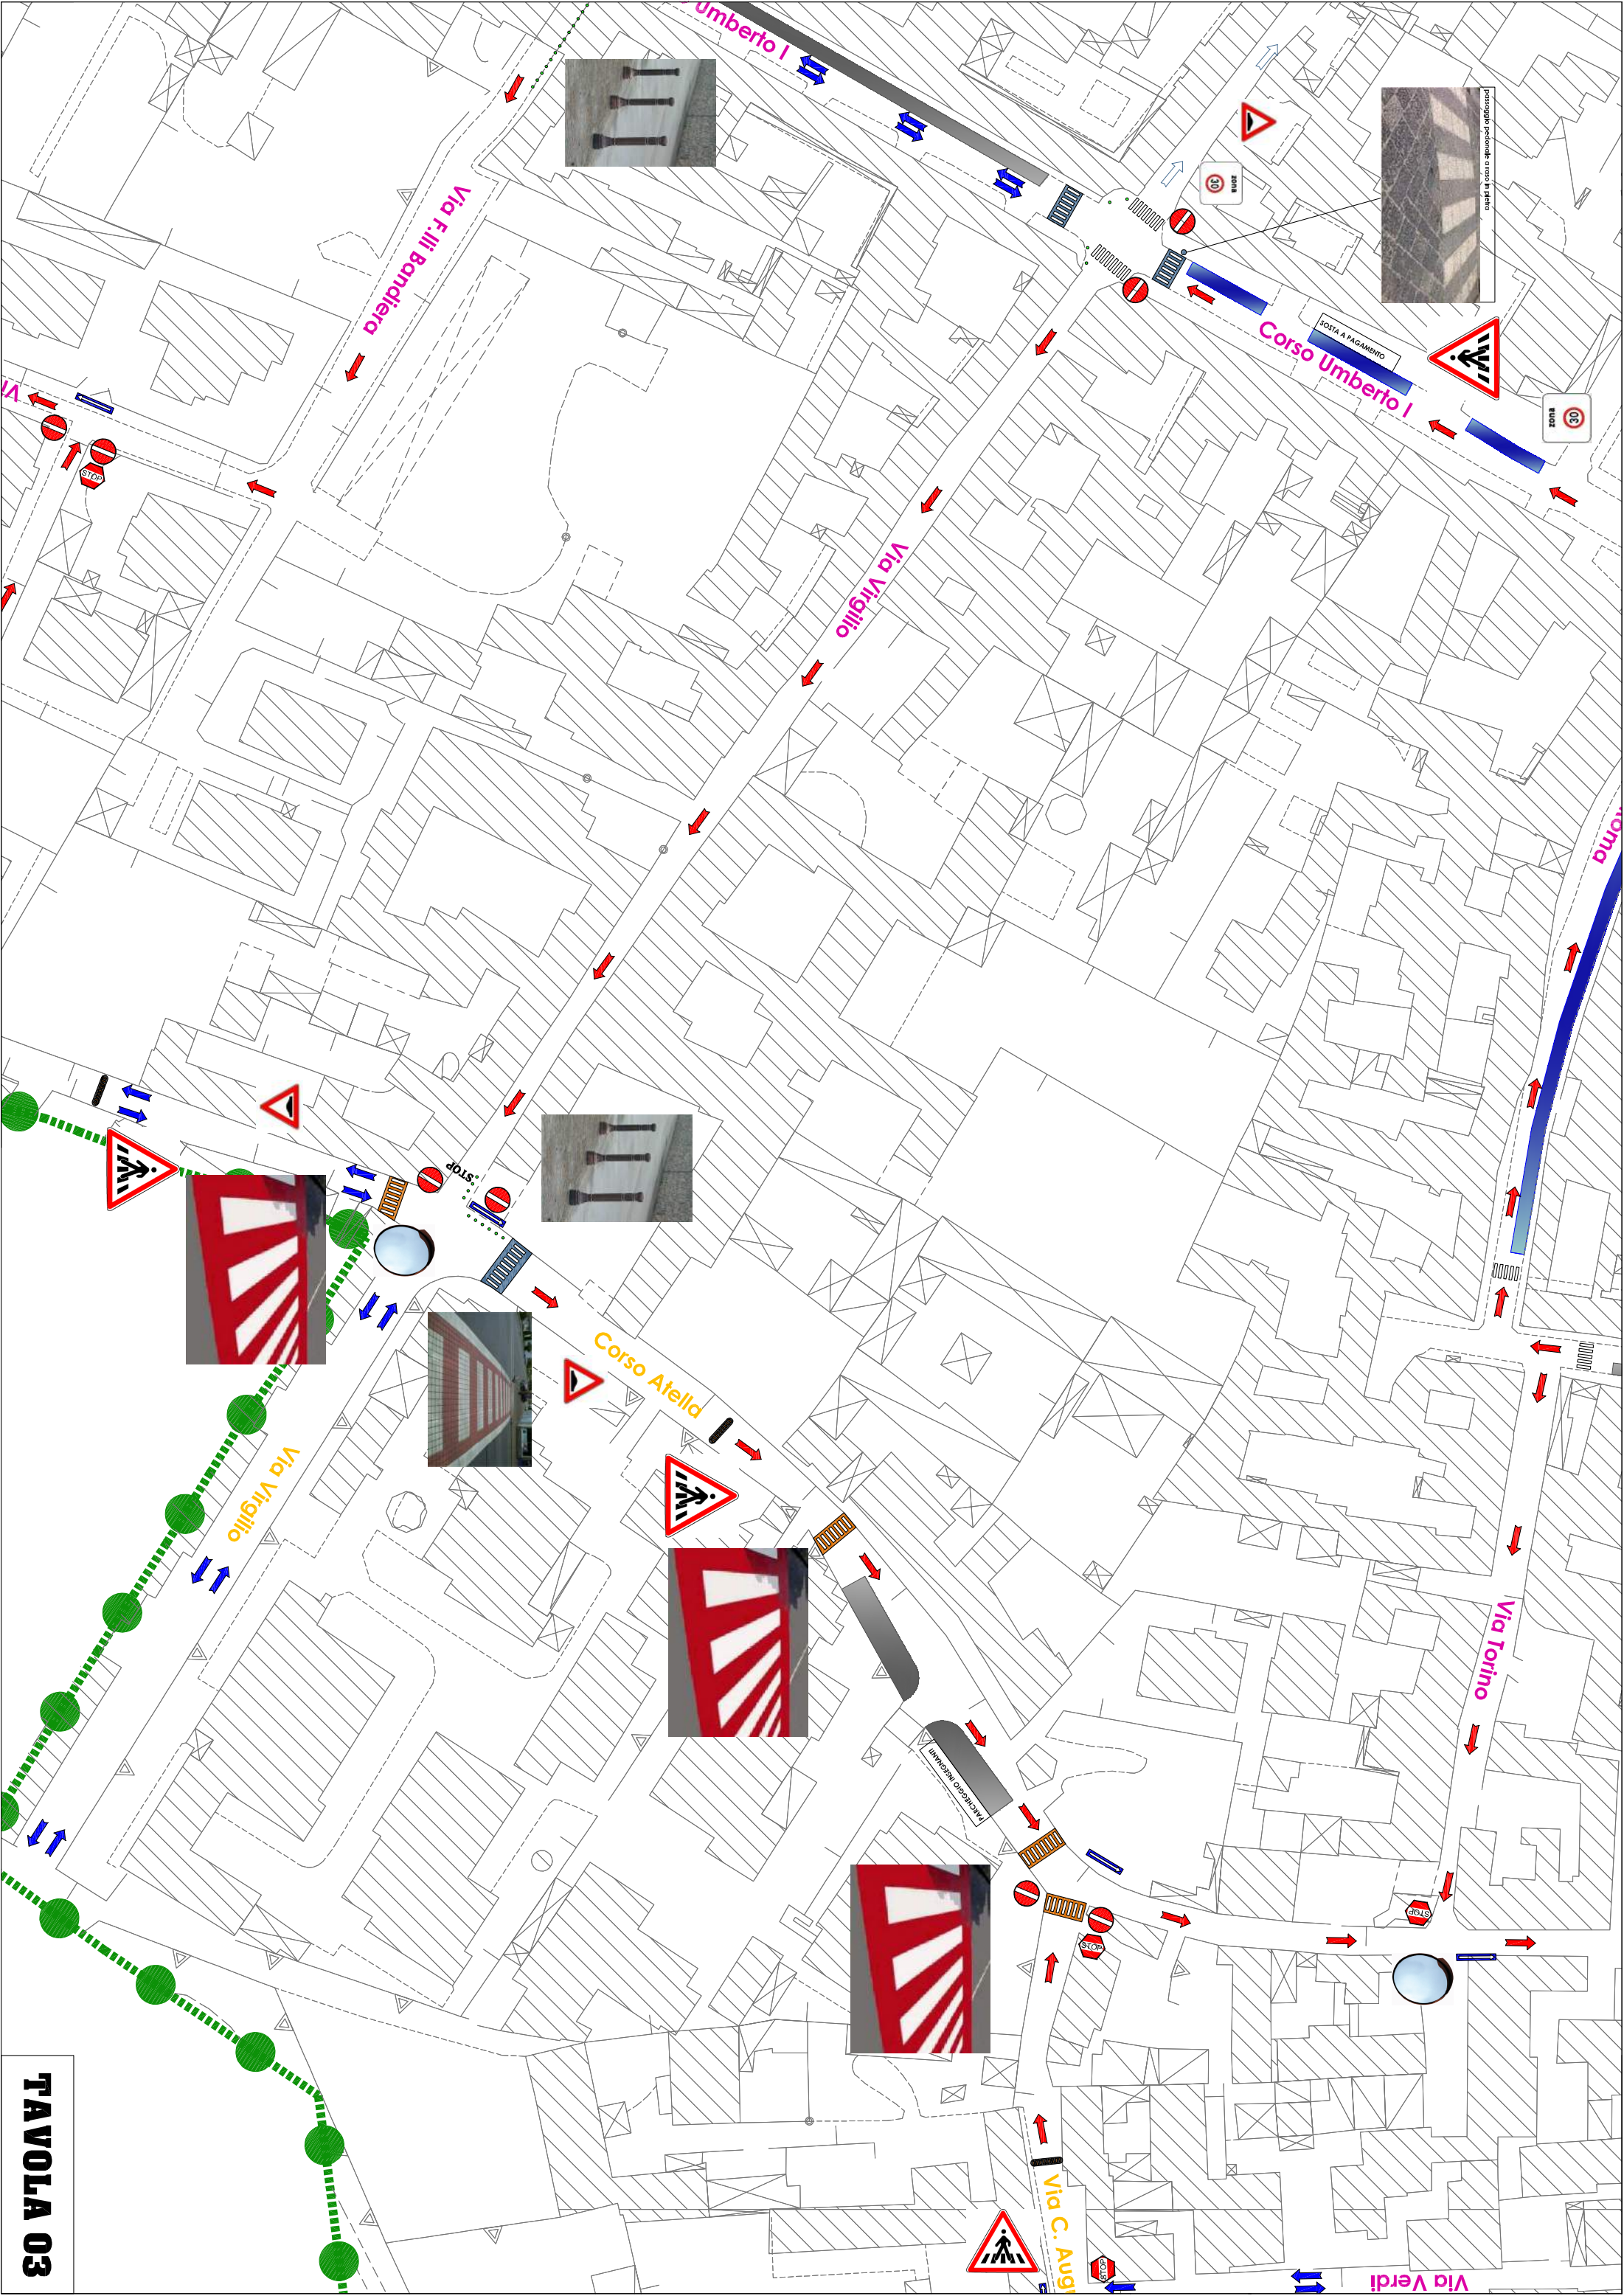 Umberto I
passaggio pedonale a raso in pietra
zona
30
Via F.lli Bandiera
SOSTA A PAGAMENTO
Corso Umberto I
zona
30
Vi
STOP
Via Virgilio
Roma
STOP
Corso Atella
Via Virgilio
Via Torino
PARCHEGGIO INSEGNANTI
STOP
STOP
Via C. Aug
STOP
Via Verdi
TAVOLA 03